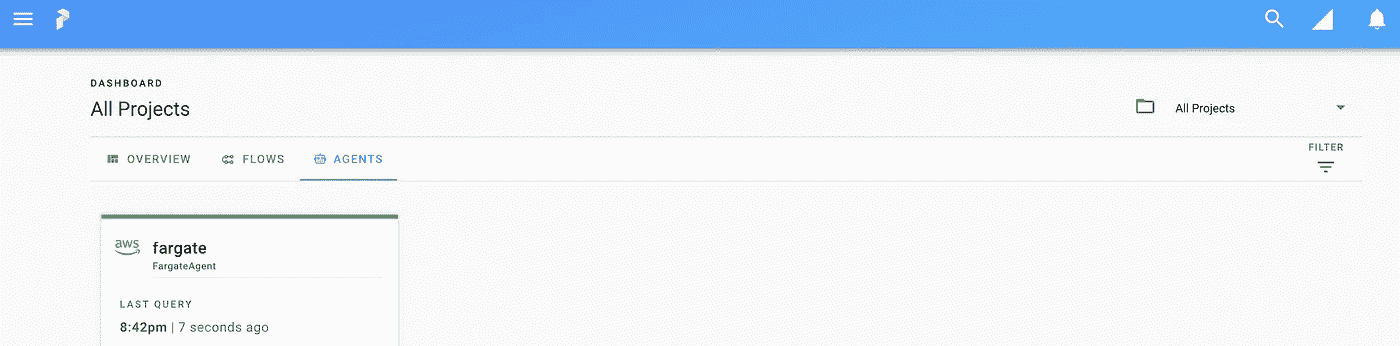 DASHBOARD
All Projects
All Projects
OVERVIEW FLOWS AGENTS
FILTER
aws fargate
FargateAgent
LAST QUERY
8:42pm | 7 seconds ago